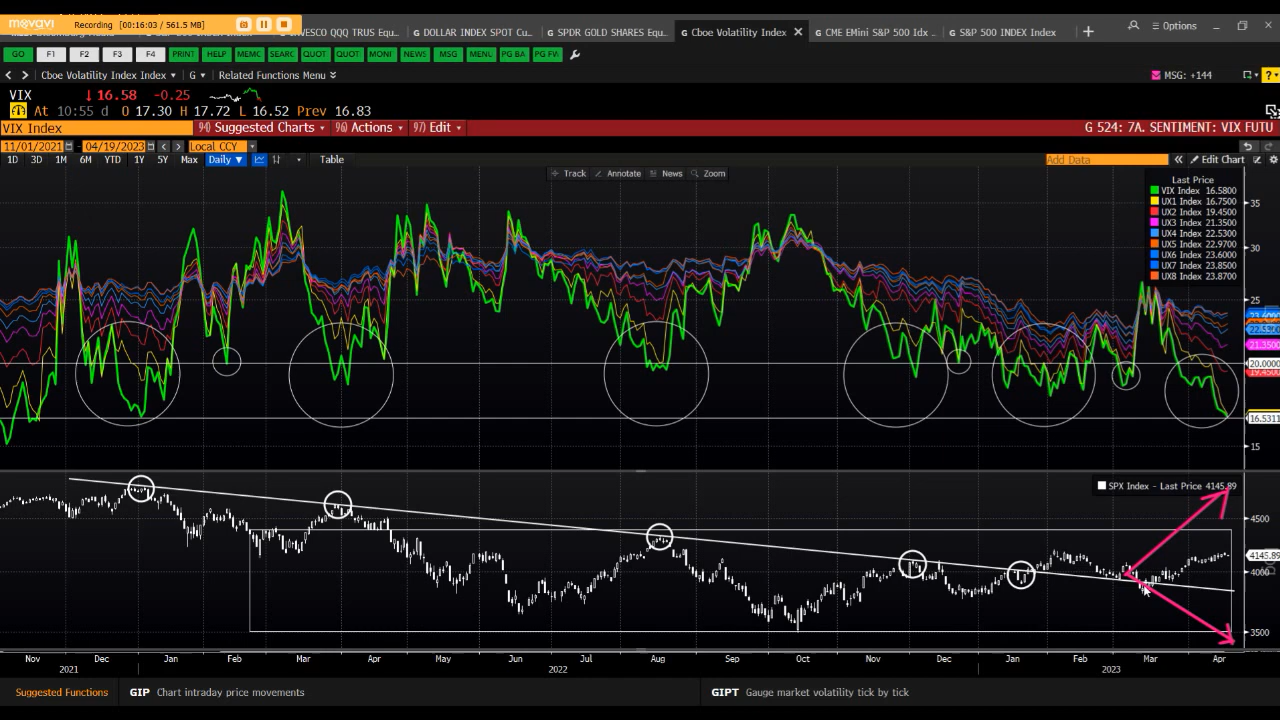 movavi Recording (00:16:03 / 561.5 MB)
INVESCO QQQ TRUS Equ... G DOLLAR INDEX SPOT Cu... G SPDR GOLD SHARES Equ... G Cboe Volatility Index G CME EMini S&P 500 Idx ... G S&P 500 INDEX Index Options
GO F1 F2 F3 F4 PRINT HELP MEMC SEARC QUOT QUOT MONI NEWS MSG MENU PG BA PG FW
Cboe Volatility Index Index G Related Functions Menu MSG: +144
VIX ↓ 16.58 -0.25
At 10:55 d O 17.30 H 17.72 L 16.52 Prev 16.83
VIX Index 94) Suggested Charts 96) Actions 97) Edit G 524: 7A. SENTIMENT: VIX FUTU
11/01/2021 - 04/19/2023 Local CCY
1D 3D 1M 6M YTD 1Y 5Y Max Daily ▼ Table Add Data « Edit Chart
Track Annotate News Zoom
Last Price
VIX Index 16.5800
UX1 Index 16.7500
UX2 Index 19.4500
UX3 Index 21.3500
UX4 Index 22.5300
UX5 Index 22.9700
UX6 Index 23.6000
UX7 Index 23.8500
UX8 Index 23.8700
35
30
25
23.6000
22.5300
21.3500
20.0000
19.4500
16.5311
15
SPX Index - Last Price 4145.89
4500
4145.89
4000
3500
Nov Dec Jan Feb Mar Apr May Jun Jul Aug Sep Oct Nov Dec Jan Feb Mar Apr
2021 2022 2023
Suggested Functions GIP Chart intraday price movements GIPT Gauge market volatility tick by tick